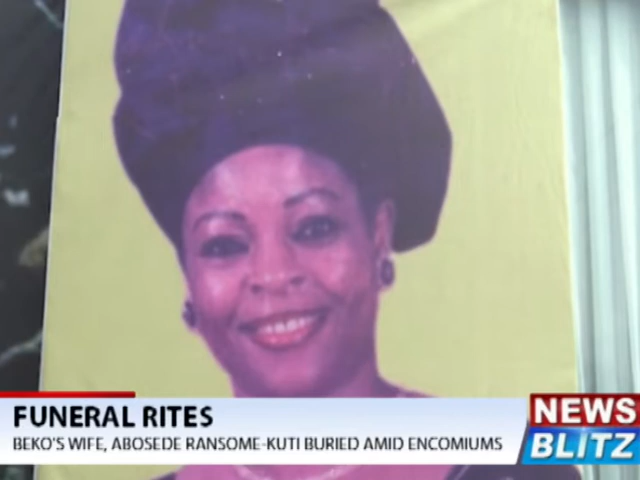 FUNERAL RITES
BEKO'S WIFE, ABOSEDE RANSOME-KUTI BURIED AMID ENCOMIUMS
NEWS
BLITZ